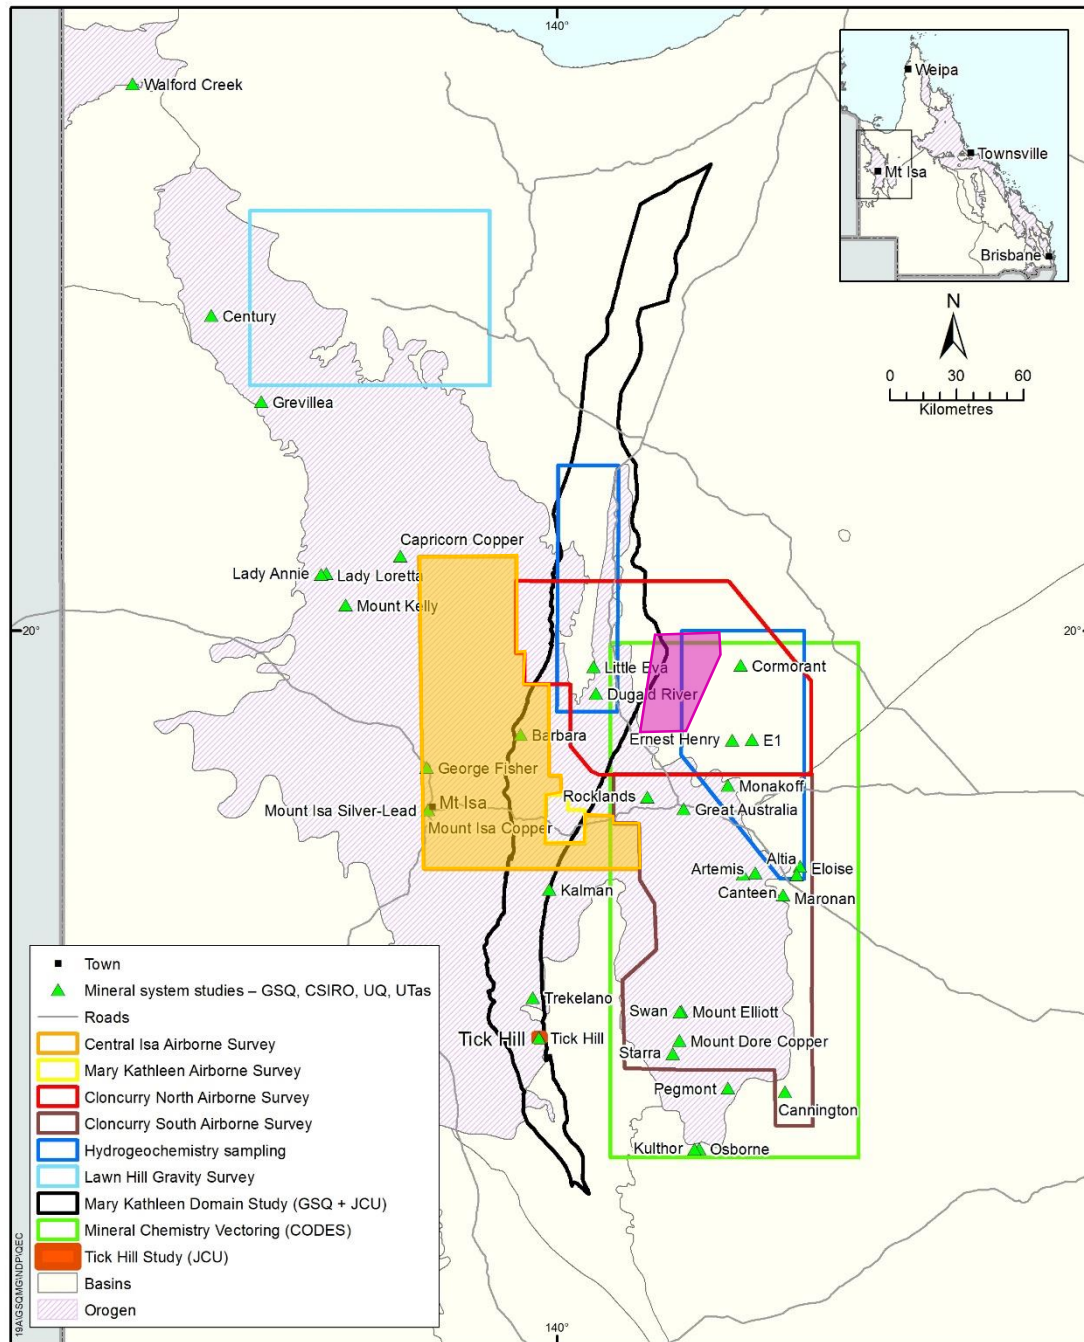 140°
Walford Creek
Weipa
Townsville
Mt Isa
Brisbane
N
0 30 60
Kilometres
Century
Grevillea
Capricorn Copper
Lady Annie
Lady Loretta
Mount Kelly
20°
20°
Little Eva
Cormorant
Dugald River
Barbara
Ernest Henry
E1
George Fisher
Monakoff
Rocklands
Mt Isa
Mount Isa Silver-Lead
Great Australia
Mount Isa Copper
Altia
Artemis
Eloise
Canteen
Maronan
Kalman
Trekelano
Swan
Mount Elliott
Tick Hill
Tick Hill
Mount Dore Copper
Starra
Pegmont
Cannington
Kulthor
Osborne
Town
Mineral system studies – GSQ, CSIRO, UQ, UTas
Roads
Central Isa Airborne Survey
Mary Kathleen Airborne Survey
Cloncurry North Airborne Survey
Cloncurry South Airborne Survey
Hydrogeochemistry sampling
Lawn Hill Gravity Survey
Mary Kathleen Domain Study (GSQ + JCU)
Mineral Chemistry Vectoring (CODES)
Tick Hill Study (JCU)
Basins
Orogen
19A\GSQMG\NDP\QEC
140°